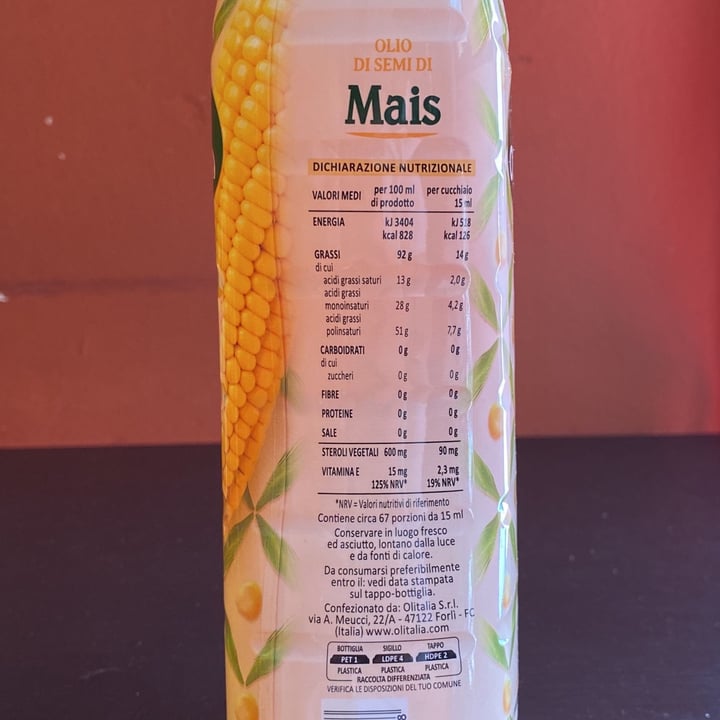 OLIO
DI SEMI DI
Mais
DICHIARAZIONE NUTRIZIONALE
VALORI MEDI per 100 ml di prodotto per cucchiaio 15 ml
ENERGIA kJ 3404 kJ 518
kcal 828 kcal 126
GRASSI 92 g 14 g
di cui
acidi grassi saturi 13 g 2,0 g
acidi grassi
monoinsaturi 28 g 4,2 g
acidi grassi
polinsaturi 51 g 7,7 g
CARBOIDRATI 0 g 0 g
di cui
zuccheri 0 g 0 g
FIBRE 0 g 0 g
PROTEINE 0 g 0 g
SALE 0 g 0 g
STEROLI VEGETALI 600 mg 90 mg
VITAMINA E 15 mg 2,3 mg
125% NRV* 19% NRV*
*NRV = Valori nutritivi di riferimento
Contiene circa 67 porzioni da 15 ml
Conservare in luogo fresco
ed asciutto, lontano dalla luce
e da fonti di calore.
Da consumarsi preferibilmente
entro il: vedi data stampata
sul tappo-bottiglia.
Confezionato da: Olitalia S.r.l.
via A. Meucci, 22/A - 47122 Forlì - FC
(Italia) www.olitalia.com
BOTTIGLIA SIGILLO TAPPO
PET 1 LDPE 4 HDPE 2
PLASTICA PLASTICA PLASTICA
RACCOLTA DIFFERENZIATA
VERIFICA LE DISPOSIZIONI DEL TUO COMUNE